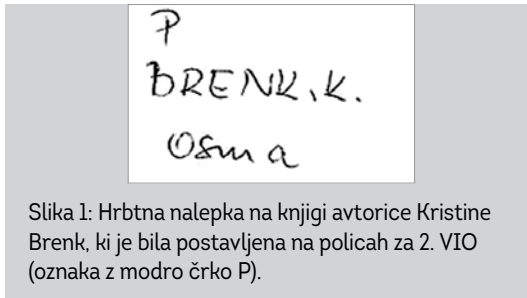 P
BRENK, K.
Osma
Slika 1: Hrbtna nalepka na knjigi avtorice Kristine
Brenk, ki je bila postavljena na policah za 2. VIO
(oznaka z modro črko P).